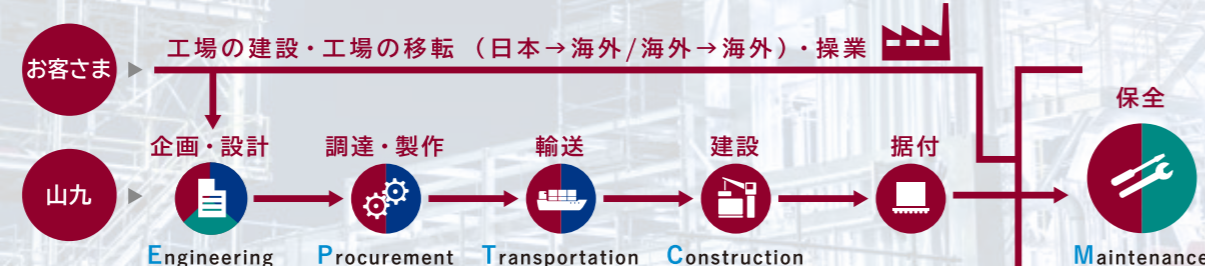 お客さま
工場の建設・工場の移転 (日本→海外/海外→海外)・操業
山九
企画・設計
調達・製作
輸送
建設
据付
保全
Engineering
Procurement
Transportation
Construction
Maintenance